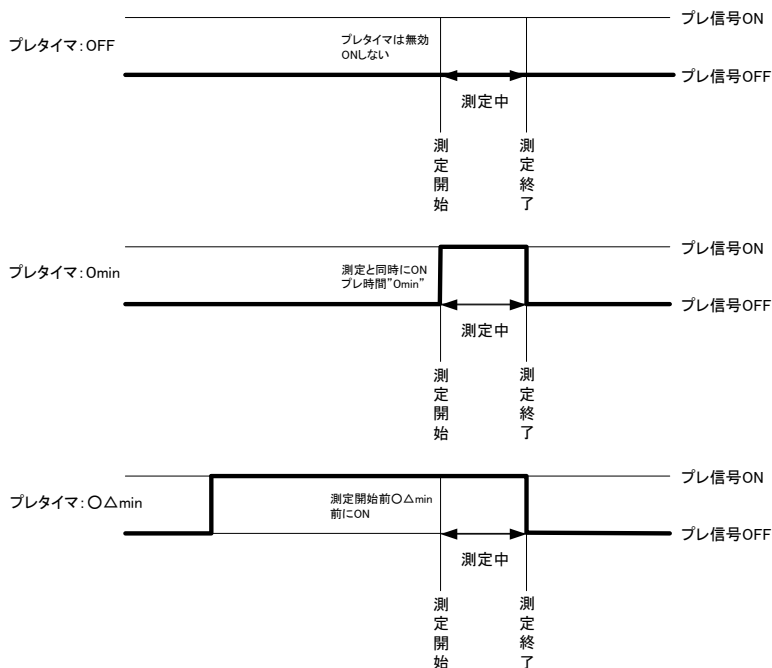 プレ信号ON
プレタイマ：OFF
プレタイマは無効
ONしない
プレ信号OFF
測定中
測定開始
測定終了
プレ信号ON
プレタイマ：0min
測定と同時にON
プレ時間”0min”
プレ信号OFF
測定中
測定開始
測定終了
プレ信号ON
プレタイマ：○△min
測定開始前○△min
前にON
プレ信号OFF
測定中
測定開始
測定終了